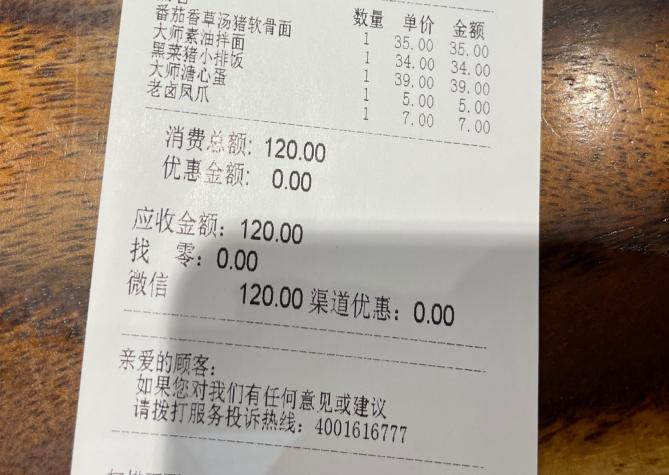 数量 单价 金额
番茄香草汤猪软骨面 1 35.00 35.00
大师素油拌面 1 34.00 34.00
黑菜猪小排饭 1 39.00 39.00
大师溏心蛋 1 5.00 5.00
老卤凤爪 1 7.00 7.00
消费总额: 120.00
优惠金额: 0.00
应收金额: 120.00
找 零: 0.00
微信 120.00 渠道优惠: 0.00
亲爱的顾客:
如果您对我们有任何意见或建议
请拨打服务投诉热线: 4001616777